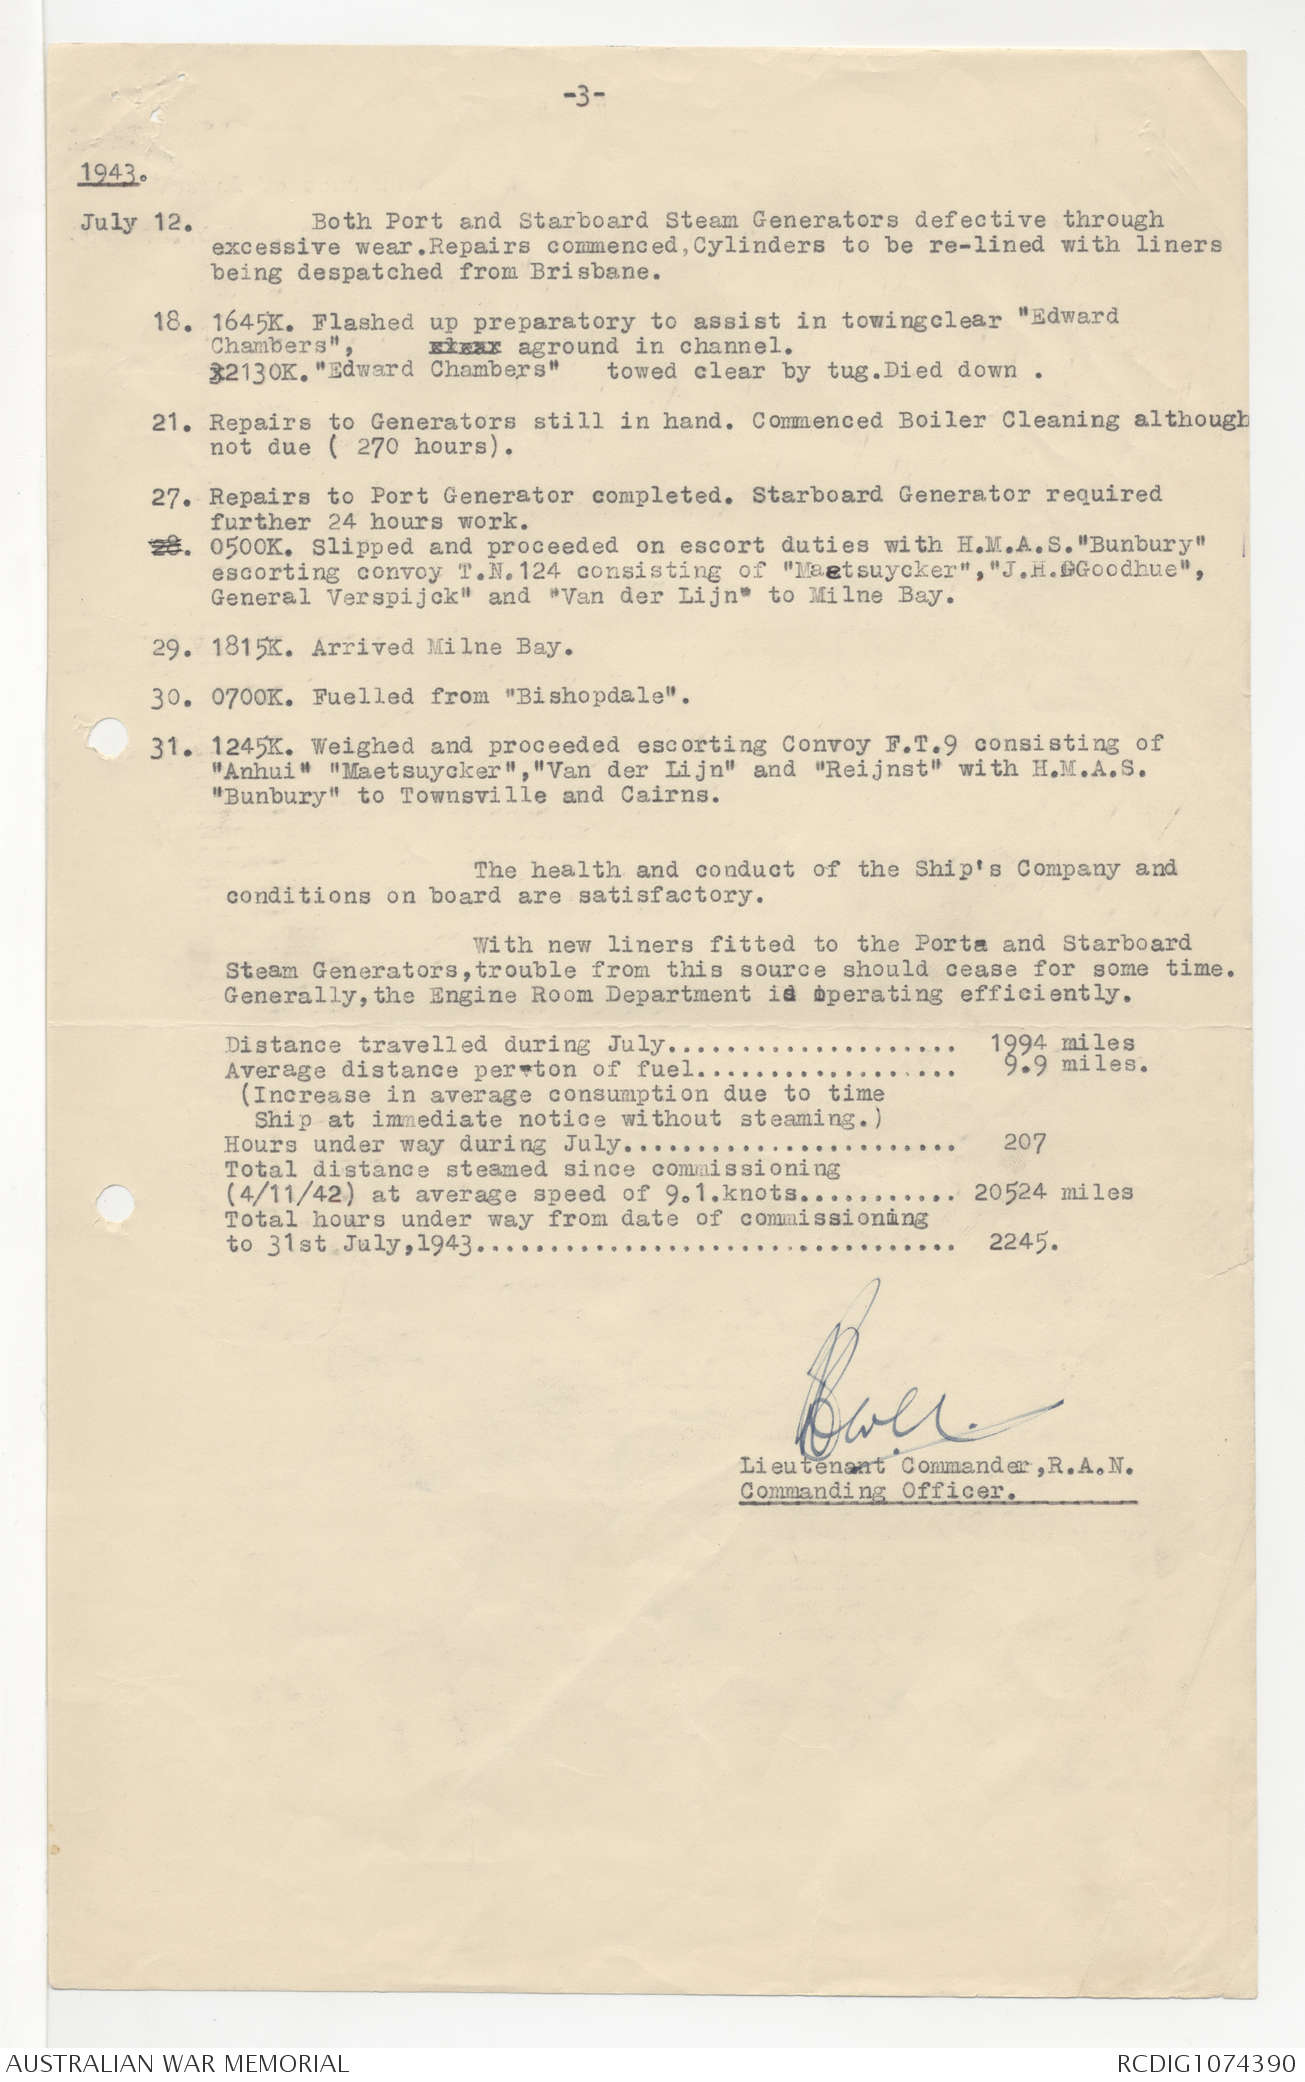 -3-
1943.
July 12. Both Port and Starboard Steam Generators defective through
excessive wear.Repairs commenced,Cylinders to be re-lined with liners
being despatched from Brisbane.
18. 1645K. Flashed up preparatory to assist in towingclear "Edward
Chambers", aground in channel.
2130K."Edward Chambers" towed clear by tug.Died down .
21. Repairs to Generators still in hand. Commenced Boiler Cleaning although
not due ( 270 hours).
27. Repairs to Port Generator completed. Starboard Generator required
further 24 hours work.
28. 0500K. Slipped and proceeded on escort duties with H.M.A.S."Bunbury"
escorting convoy T.N.124 consisting of "Maetsuycker","J.H.Goodhue",
General Verspijck" and "Van der Lijn" to Milne Bay.
29. 1815K. Arrived Milne Bay.
30. 0700K. Fuelled from "Bishopdale".
31. 1245K. Weighed and proceeded escorting Convoy F.T.9 consisting of
"Anhui" "Maetsuycker","Van der Lijn" and "Reijnst" with H.M.A.S.
"Bunbury" to Townsville and Cairns.
The health and conduct of the Ship's Company and
conditions on board are satisfactory.
With new liners fitted to the Port and Starboard
Steam Generators,trouble from this source should cease for some time.
Generally,the Engine Room Department is operating efficiently.
Distance travelled during July.................... 1994 miles
Average distance per ton of fuel.................. 9.9 miles.
(Increase in average consumption due to time
Ship at immediate notice without steaming.)
Hours under way during July....................... 207
Total distance steamed since commissioning
(4/11/42) at average speed of 9.1.knots........... 20524 miles
Total hours under way from date of commissioning
to 31st July,1943................................. 2245.
Lieutenant Commander,R.A.N.
Commanding Officer.
AUSTRALIAN WAR MEMORIAL RCDIG1074390